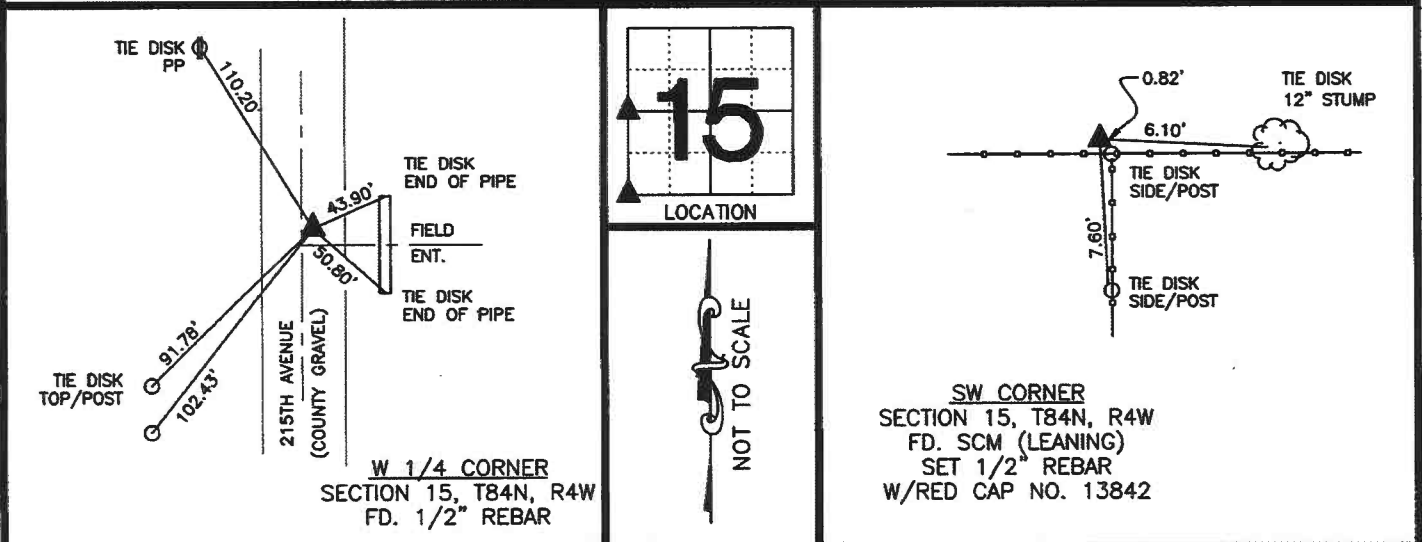 TIE DISK
PP
110.20'
TIE DISK
END OF PIPE
43.90'
FIELD
ENT.
50.80'
TIE DISK
END OF PIPE
91.78'
TIE DISK
TOP/POST
102.43'
215TH AVENUE
(COUNTY GRAVEL)
W 1/4 CORNER
SECTION 15, T84N, R4W
FD. 1/2" REBAR
15
LOCATION
NOT TO SCALE
0.82'
TIE DISK
12" STUMP
6.10'
TIE DISK
SIDE/POST
7.60'
TIE DISK
SIDE/POST
SW CORNER
SECTION 15, T84N, R4W
FD. SCM (LEANING)
SET 1/2" REBAR
W/RED CAP NO. 13842